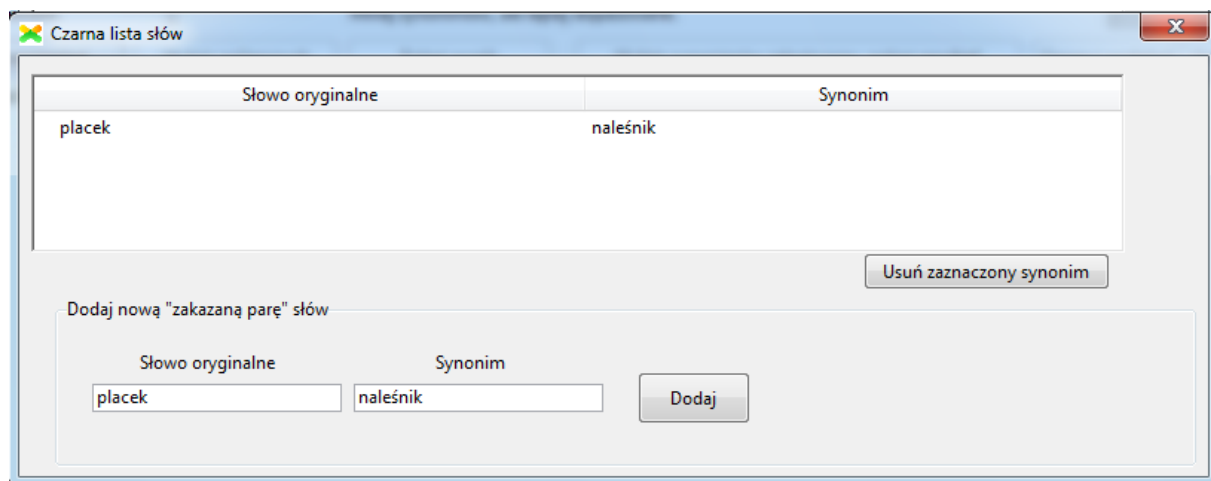 Czarna lista słów
Słowo oryginalne Synonim
placek naleśnik
Usuń zaznaczony synonim
Dodaj nową "zakazaną parę" słów
Słowo oryginalne Synonim
placek naleśnik Dodaj